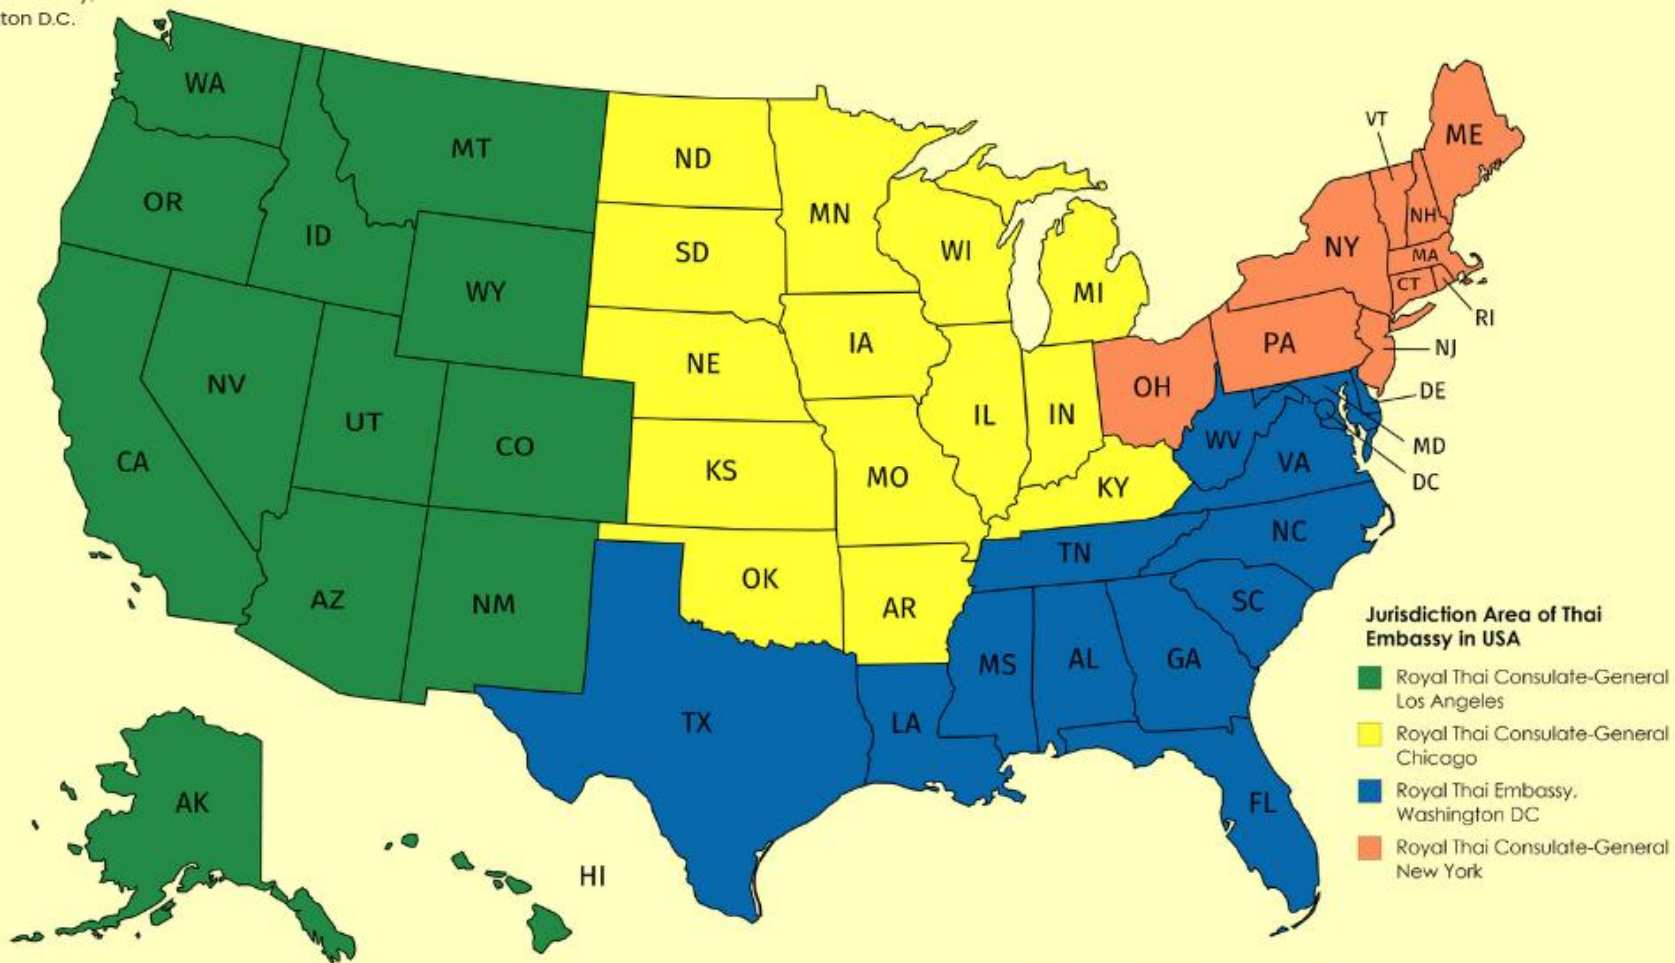 ton D.C.
WA
MT
ND
MN
VT
ME
OR
ID
SD
WI
NH
NY
MA
WY
MI
CT
RI
IA
PA
NJ
NV
NE
OH
DE
UT
CO
IL
IN
WV
MD
CA
KS
MO
KY
VA
DC
AZ
NM
OK
AR
TN
NC
SC
MS
AL
GA
TX
LA
FL
AK
HI
Jurisdiction Area of Thai
Embassy in USA
Royal Thai Consulate-General
Los Angeles
Royal Thai Consulate-General
Chicago
Royal Thai Embassy,
Washington DC
Royal Thai Consulate-General
New York